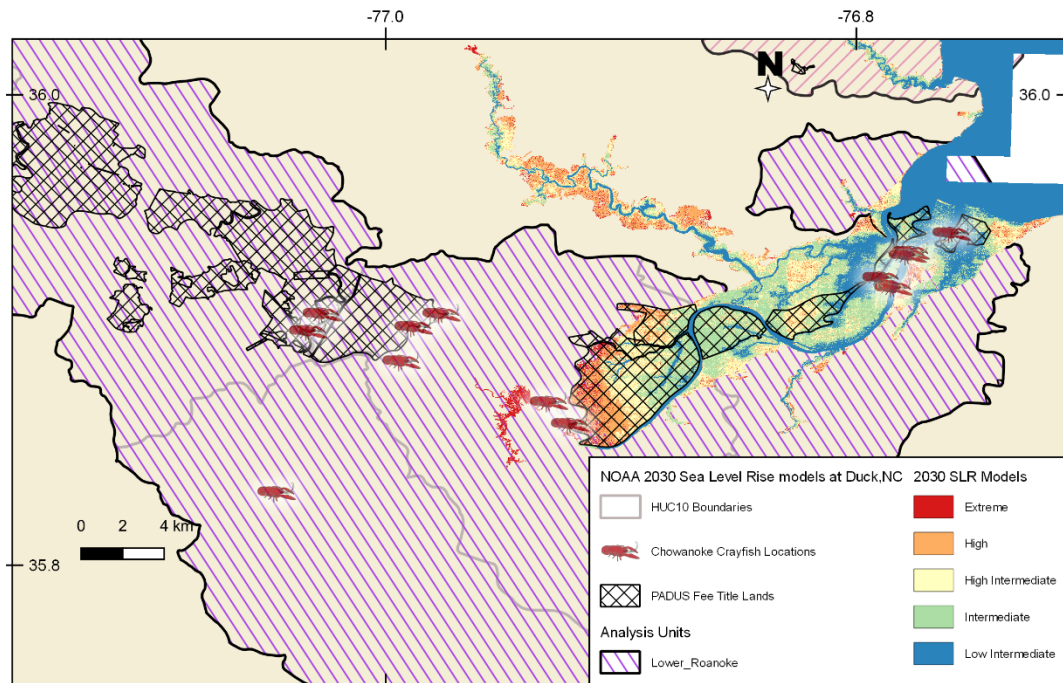 -77.0
-76.8
N
36.0
36.0
NOAA 2030 Sea Level Rise models at Duck,NC
HUC10 Boundaries
Chowanoke Crayfish Locations
PADUS Fee Title Lands
Analysis Units
Lower_Roanoke
2030 SLR Models
Extreme
High
High Intermediate
Intermediate
Low Intermediate
0 2 4 km
35.8